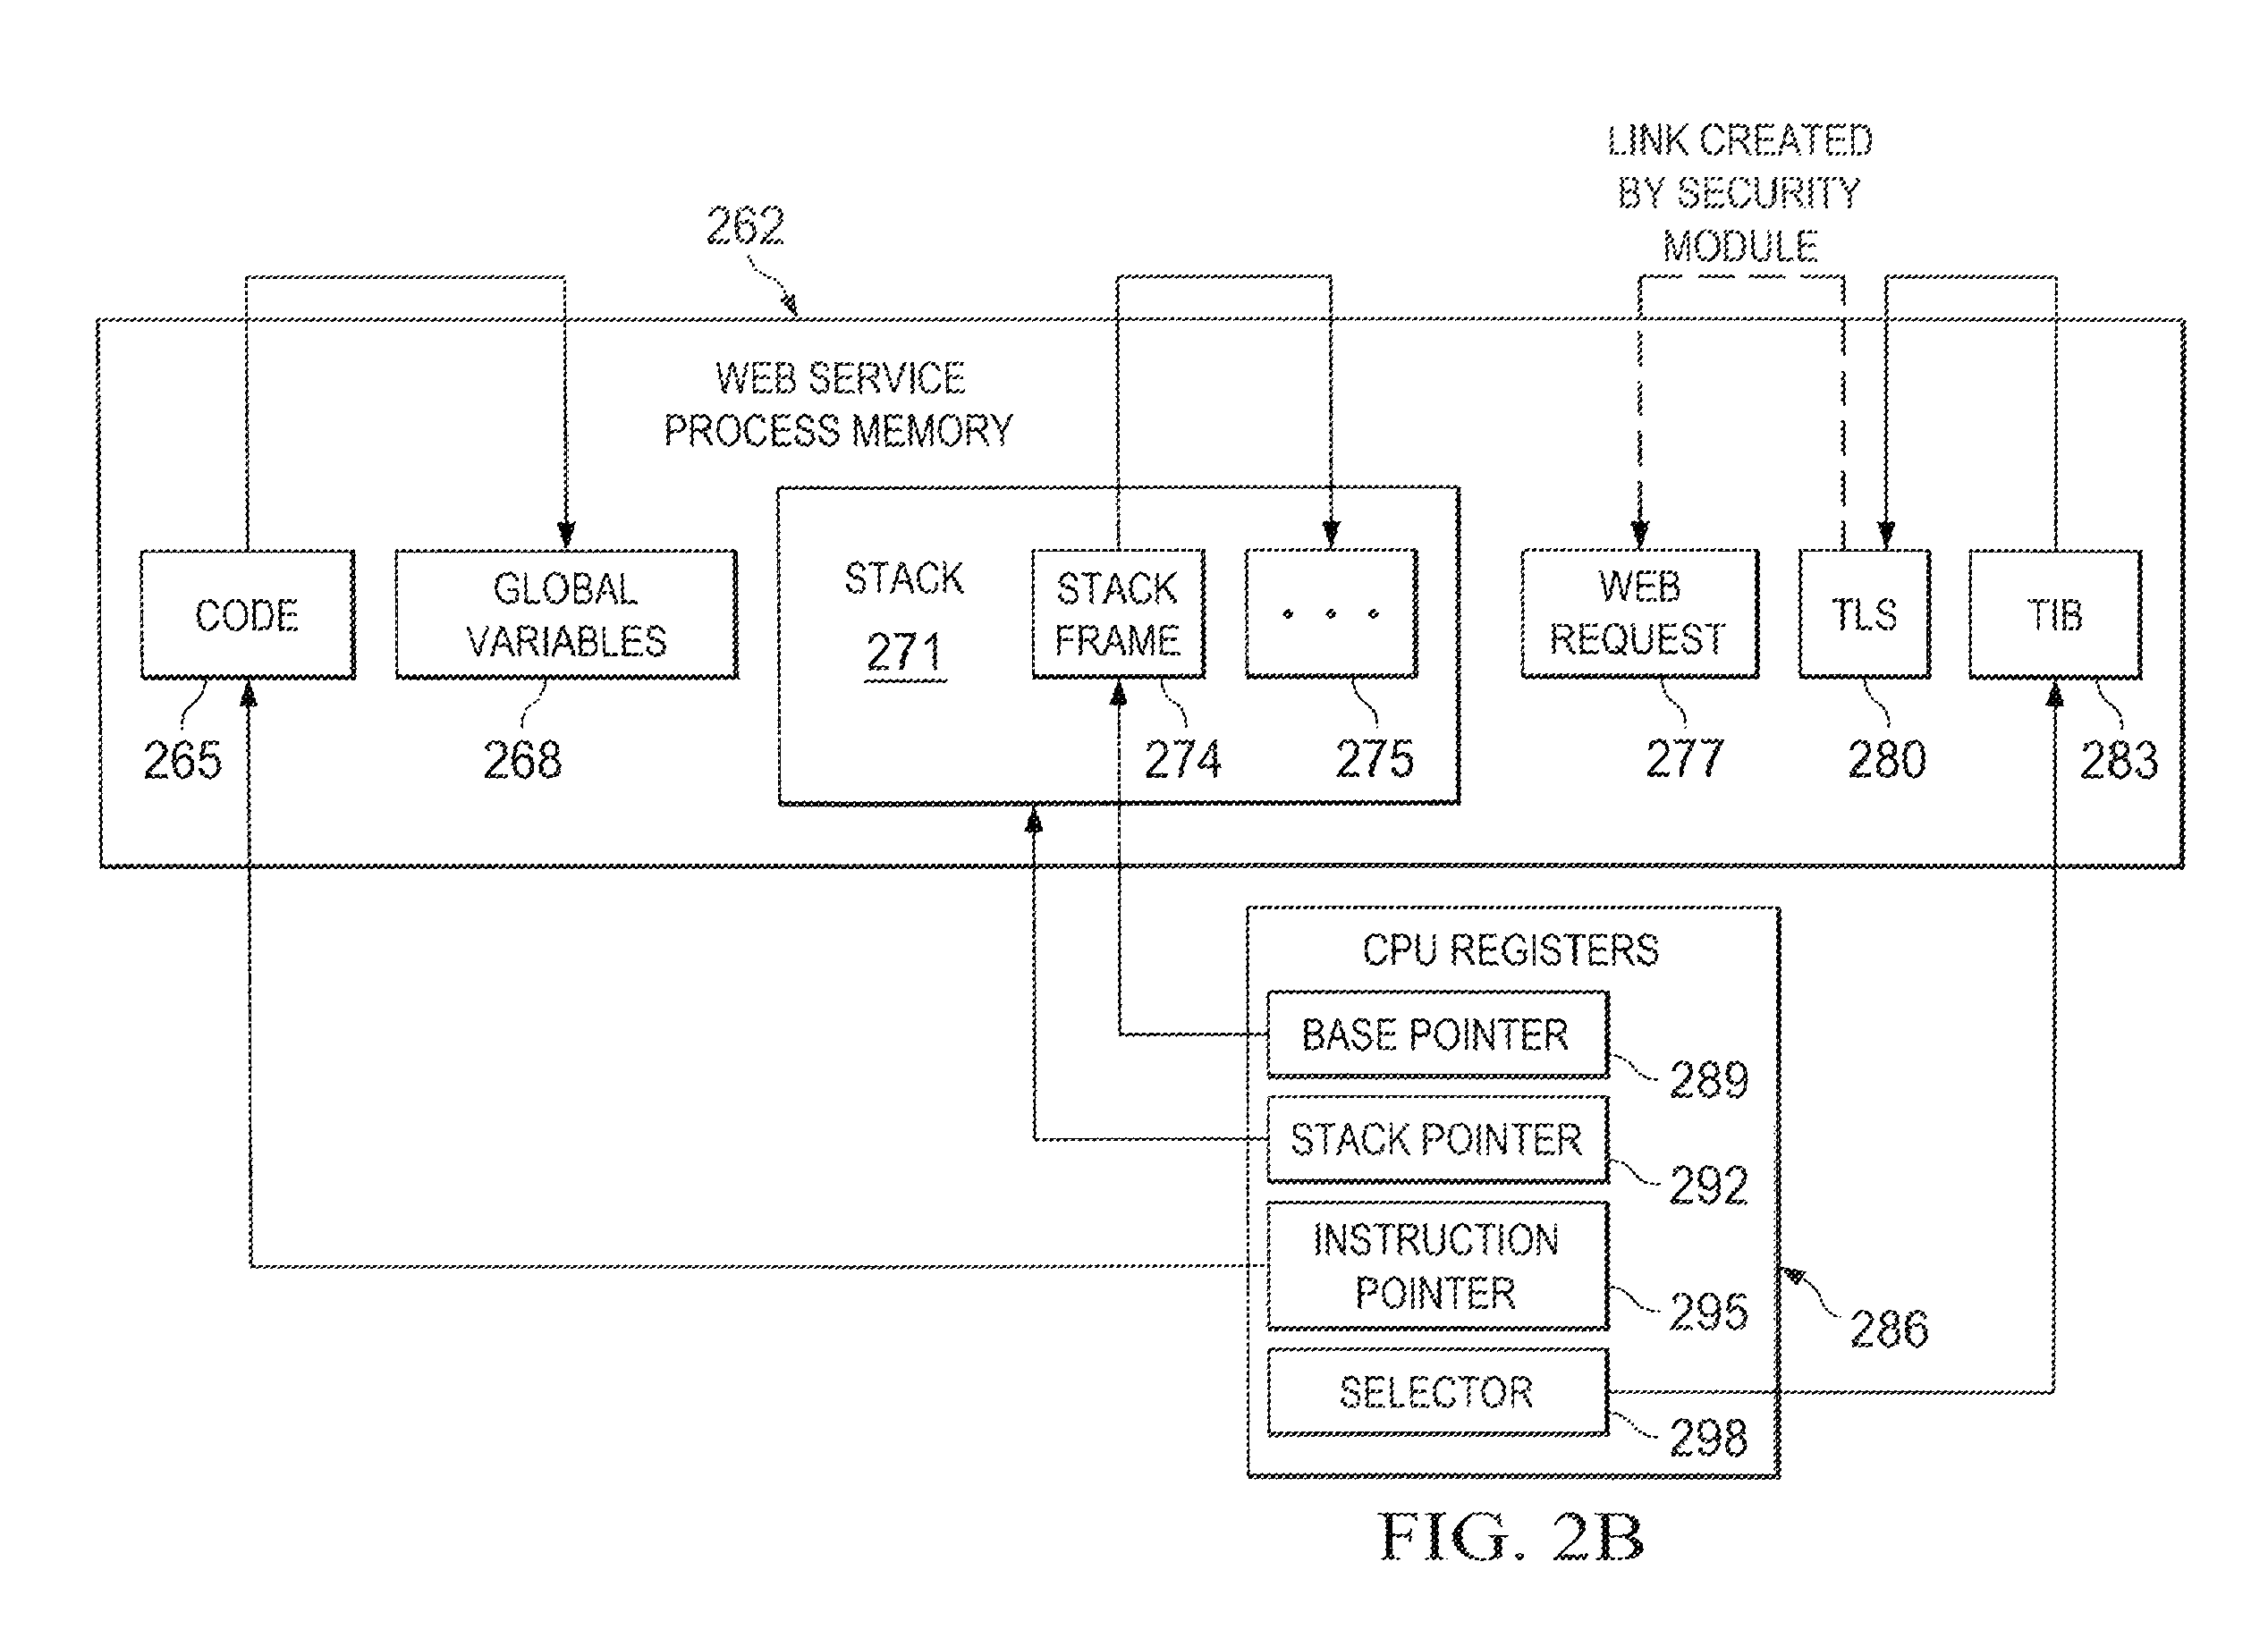 LINK CREATED
BY SECURITY
MODULE
262
WEB SERVICE
PROCESS MEMORY
CODE
GLOBAL
VARIABLES
STACK
271
STACK
FRAME
. . .
WEB
REQUEST
TLS
TIB
265
268
274
275
277
280
283
CPU REGISTERS
BASE POINTER
289
STACK POINTER
292
INSTRUCTION
POINTER
295
286
SELECTOR
298
FIG. 2B